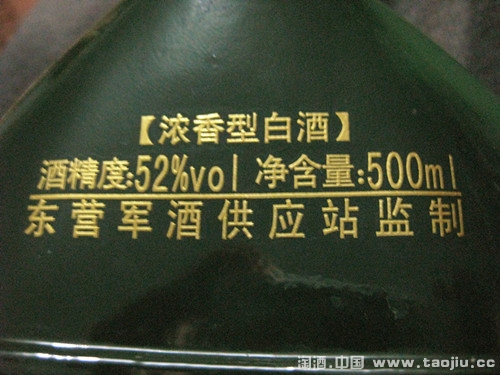 【浓香型白酒】
酒精度:52%vol 净含量:500ml
东营军酒供应站监制
淘酒.中国 www.taojiu.cc